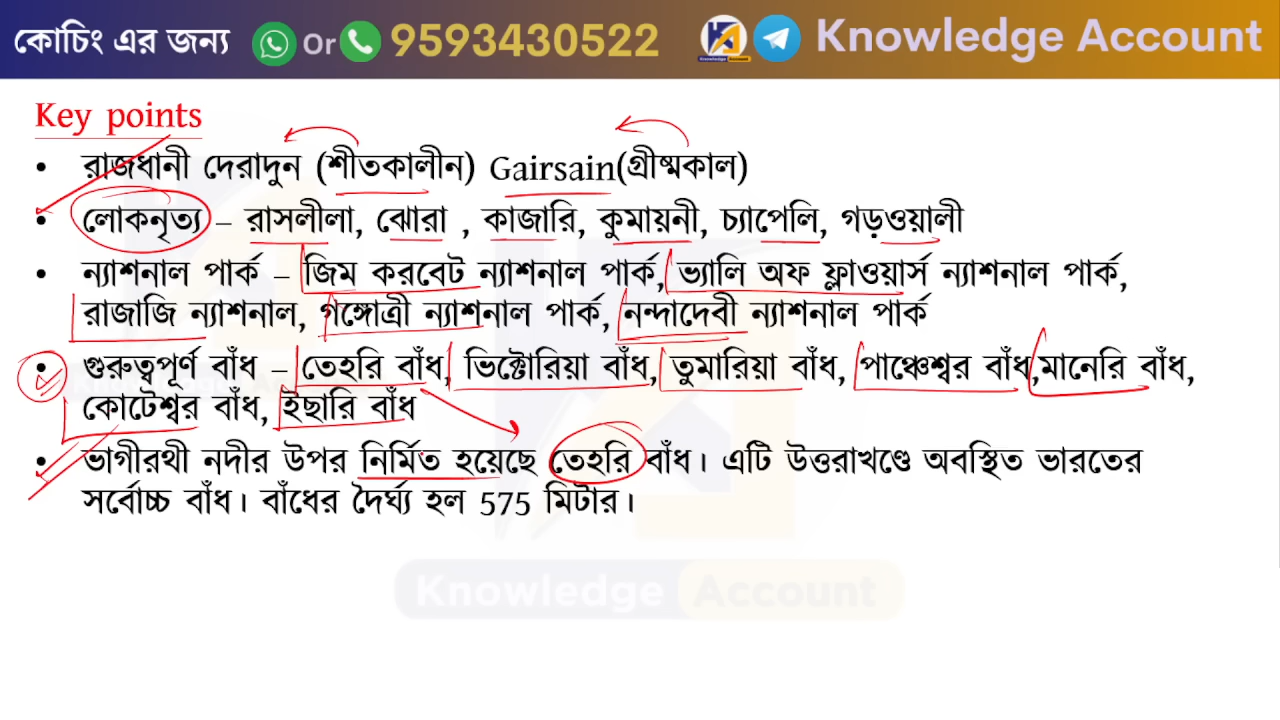 কোচিং এর জন্য Or 9593430522 Knowledge Account
Key points
• রাজধানী দেরাদুন (শীতকালীন) Gairsain(গ্রীষ্মকাল)
• লোকনৃত্য – রাসলীলা, ঝোরা , কাজারি, কুমায়নী, চ্যাপেলি, গড়ওয়ালী
• ন্যাশনাল পার্ক – জিম করবেট ন্যাশনাল পার্ক, ভ্যালি অফ ফ্লাওয়ার্স ন্যাশনাল পার্ক,
রাজাজি ন্যাশনাল, গঙ্গোত্রী ন্যাশনাল পার্ক, নন্দাদেবী ন্যাশনাল পার্ক
• গুরুত্বপূর্ণ বাঁধ – তেহরি বাঁধ, ভিক্টোরিয়া বাঁধ, তুমারিয়া বাঁধ, পাঞ্চেশ্বর বাঁধ,মানেরি বাঁধ,
কোটেশ্বর বাঁধ, ইছারি বাঁধ
• ভাগীরথী নদীর উপর নির্মিত হয়েছে তেহরি বাঁধ। এটি উত্তরাখণ্ডে অবস্থিত ভারতের
সর্বোচ্চ বাঁধ। বাঁধের দৈর্ঘ্য হল 575 মিটার।
Knowledge Account